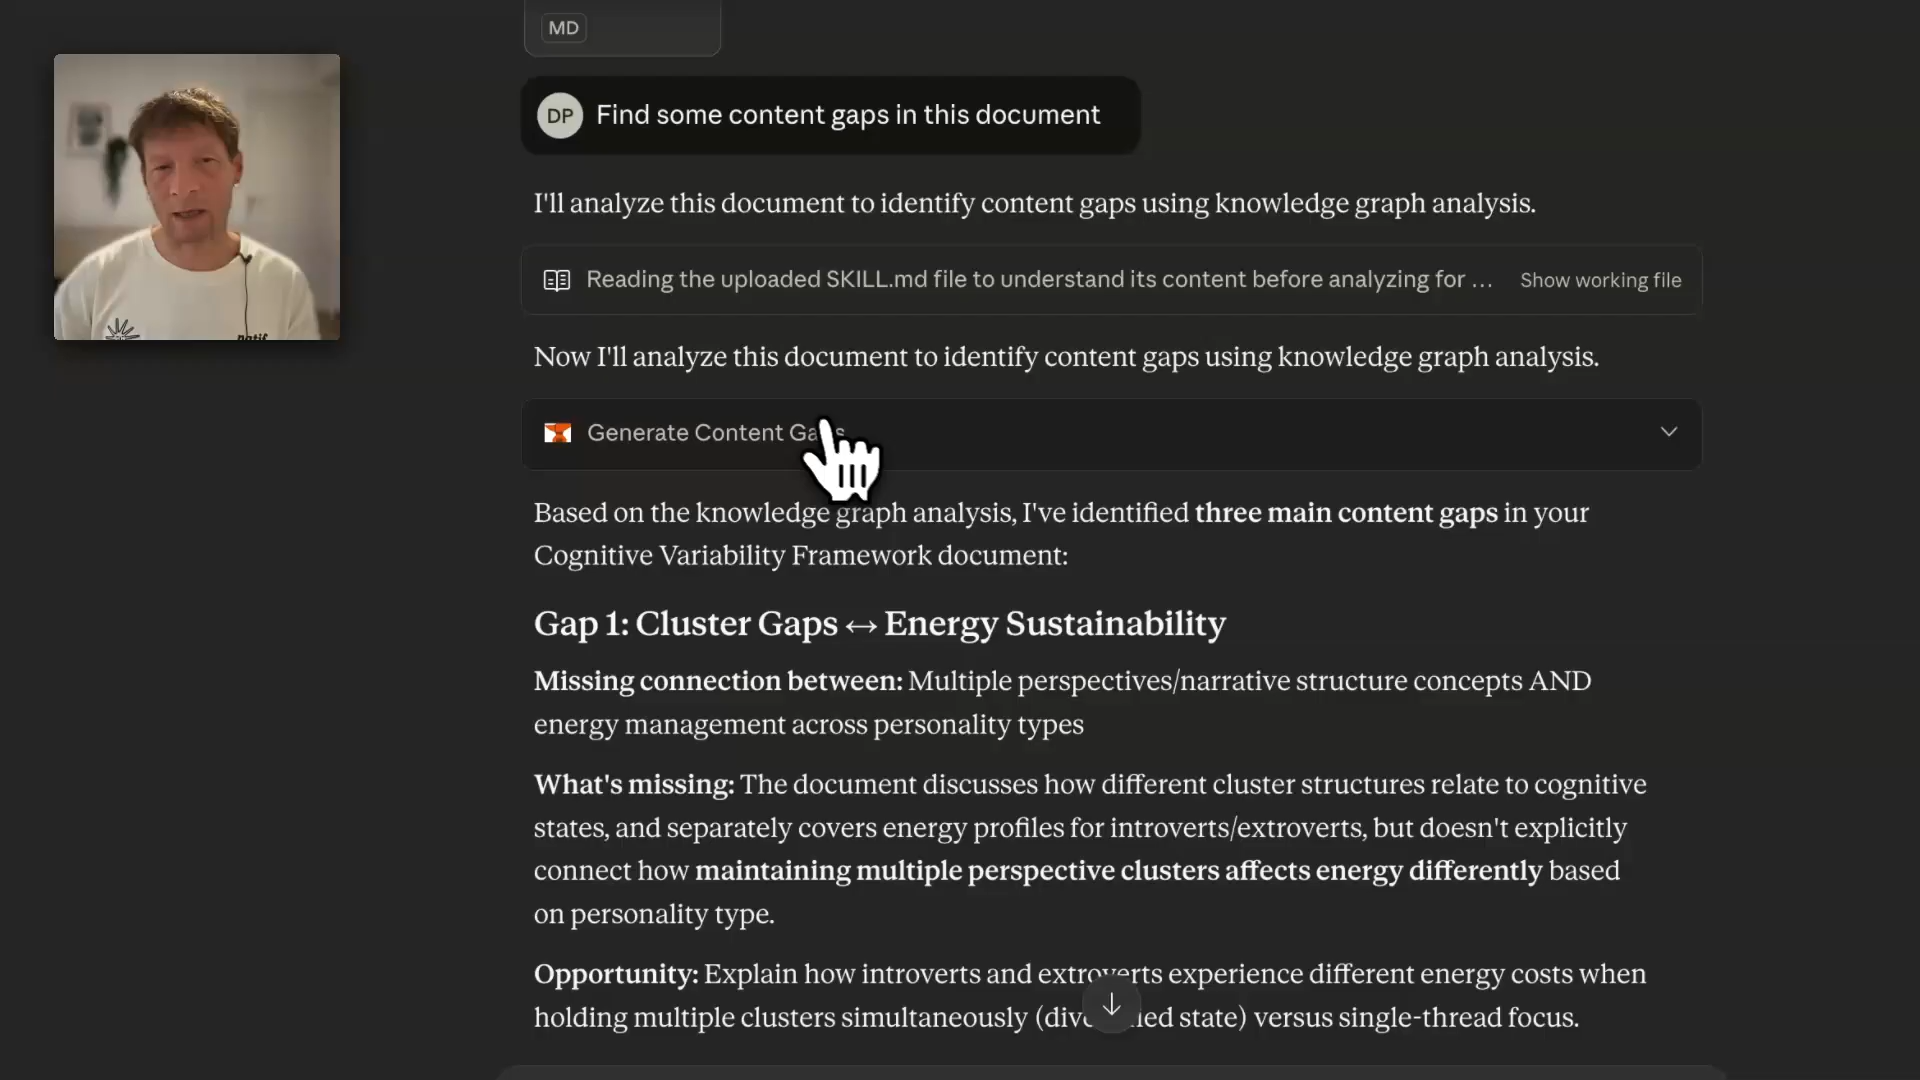 MD
DP Find some content gaps in this document
I'll analyze this document to identify content gaps using knowledge graph analysis.
Reading the uploaded SKILL.md file to understand its content before analyzing for ... Show working file
Now I'll analyze this document to identify content gaps using knowledge graph analysis.
Generate Content Gaps
Based on the knowledge graph analysis, I've identified three main content gaps in your
Cognitive Variability Framework document:
Gap 1: Cluster Gaps ↔ Energy Sustainability
Missing connection between: Multiple perspectives/narrative structure concepts AND
energy management across personality types
What's missing: The document discusses how different cluster structures relate to cognitive
states, and separately covers energy profiles for introverts/extroverts, but doesn't explicitly
connect how maintaining multiple perspective clusters affects energy differently based
on personality type.
Opportunity: Explain how introverts and extroverts experience different energy costs when
holding multiple clusters simultaneously ( state) versus single-thread focus.